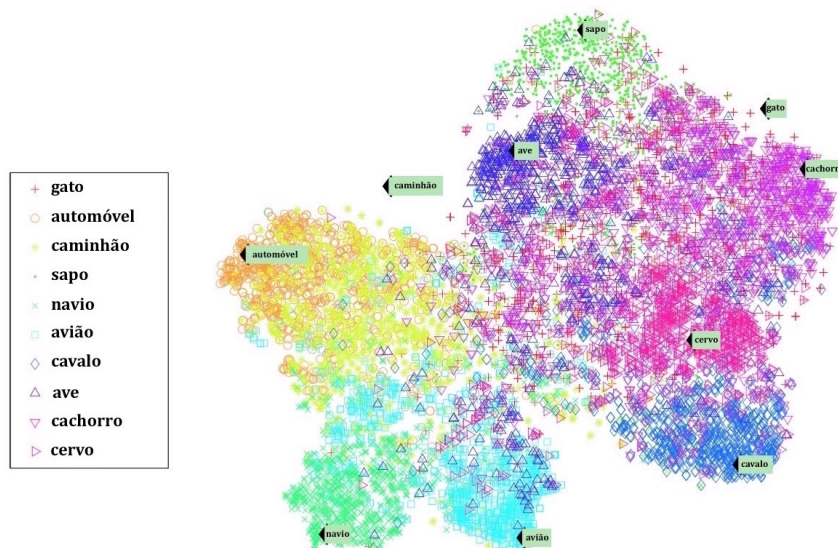 sapo
gato
ave
cachorr
caminhão
automóvel
cervo
cavalo
navio
avião
gato
automóvel
caminhão
sapo
navio
avião
cavalo
ave
cachorro
cervo